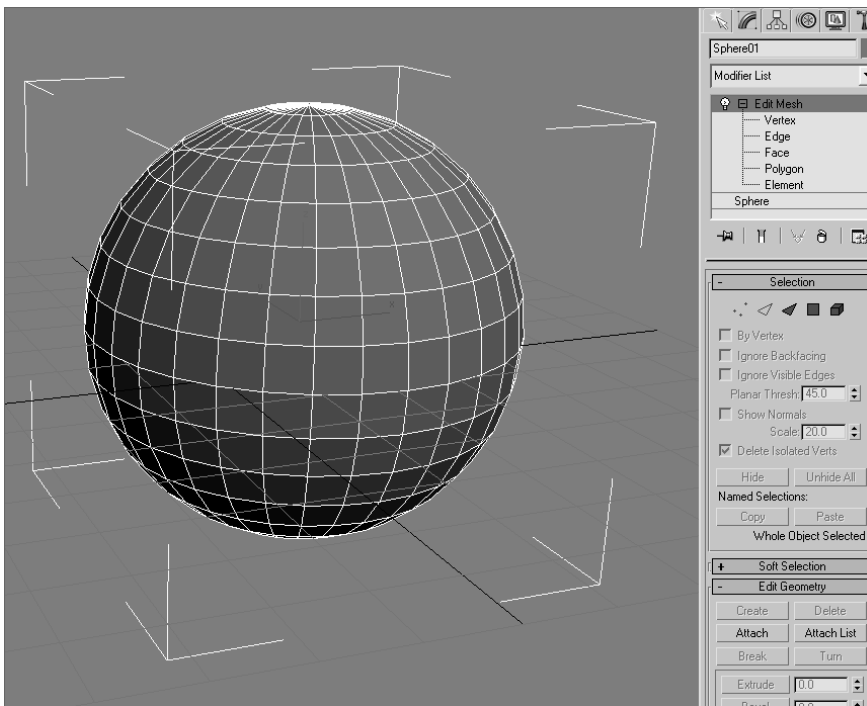 Sphere01
Modifier List
Edit Mesh
Vertex
Edge
Face
Polygon
Element
Sphere
- Selection
By Vertex
Ignore Backfacing
Ignore Visible Edges
Planar Thresh: 45.0
Show Normals
Scale: 20.0
Delete Isolated Verts
Hide Unhide All
Named Selections:
Copy Paste
Whole Object Selected
+ Soft Selection
- Edit Geometry
Create Delete
Attach Attach List
Break Turn
Extrude 0.0